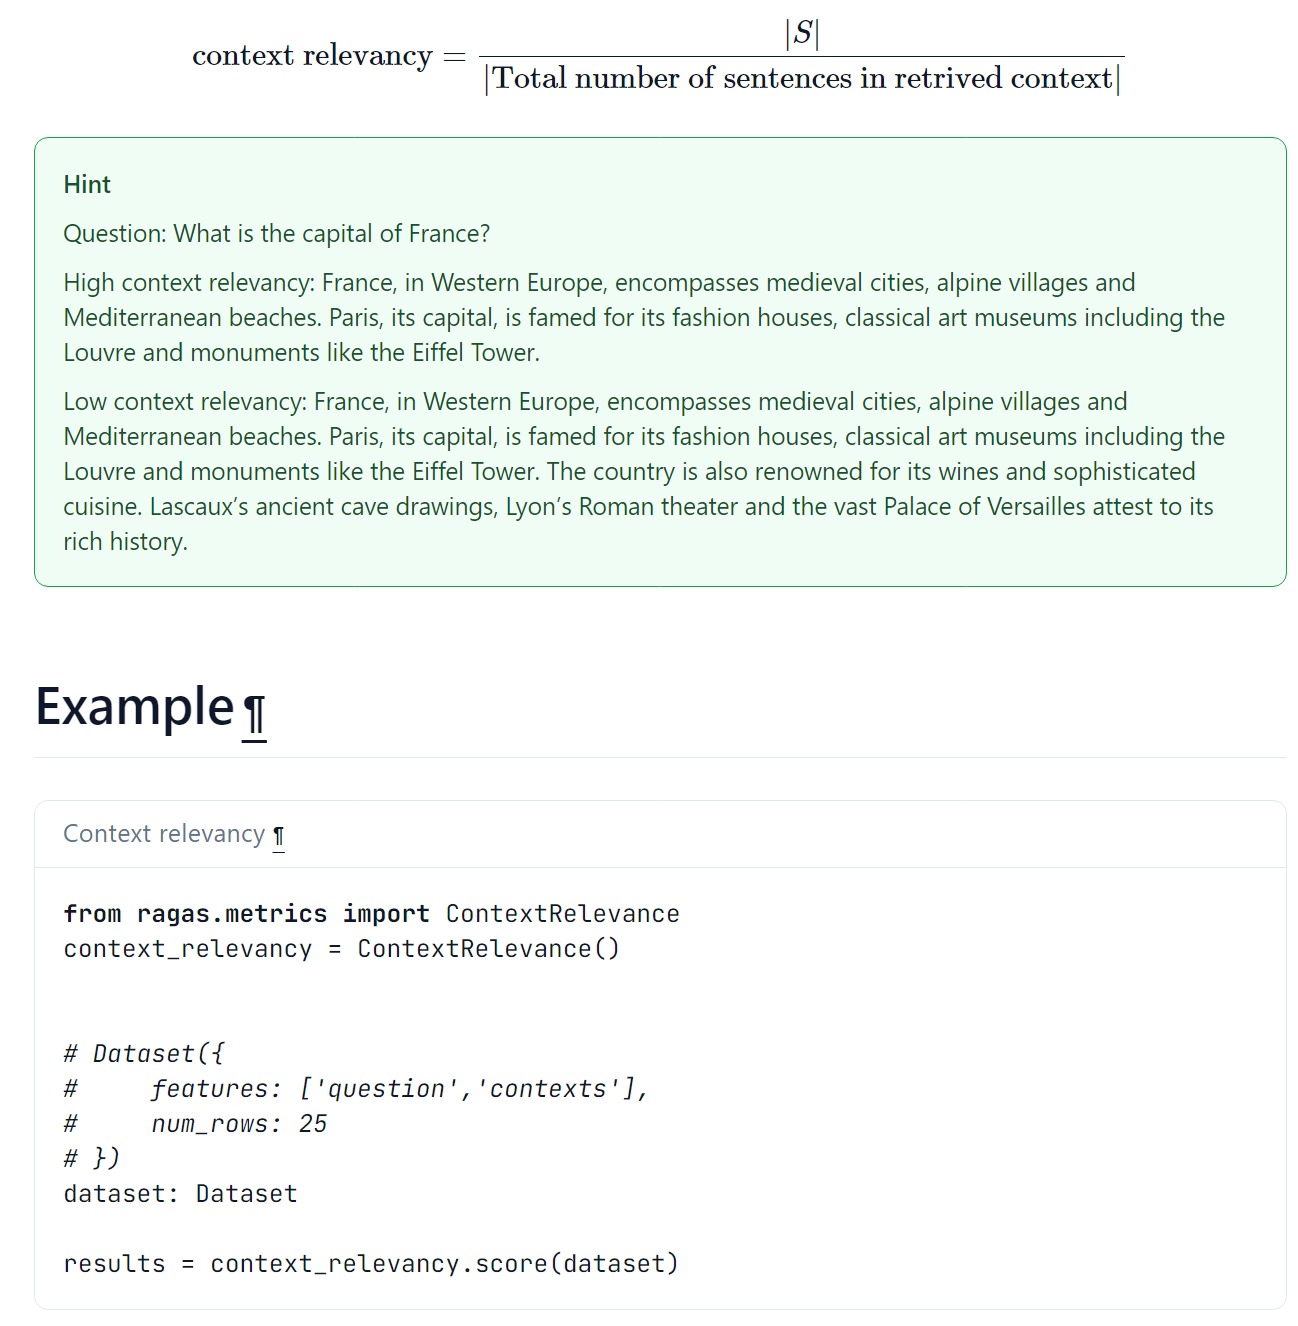 context relevancy = |S| / |Total number of sentences in retrived context|
Hint
Question: What is the capital of France?
High context relevancy: France, in Western Europe, encompasses medieval cities, alpine villages and
Mediterranean beaches. Paris, its capital, is famed for its fashion houses, classical art museums including the
Louvre and monuments like the Eiffel Tower.
Low context relevancy: France, in Western Europe, encompasses medieval cities, alpine villages and
Mediterranean beaches. Paris, its capital, is famed for its fashion houses, classical art museums including the
Louvre and monuments like the Eiffel Tower. The country is also renowned for its wines and sophisticated
cuisine. Lascaux’s ancient cave drawings, Lyon’s Roman theater and the vast Palace of Versailles attest to its
rich history.
Example¶
Context relevancy ¶
from ragas.metrics import ContextRelevance
context_relevancy = ContextRelevance()
# Dataset({
#     features: ['question','contexts'],
#     num_rows: 25
# })
dataset: Dataset
results = context_relevancy.score(dataset)